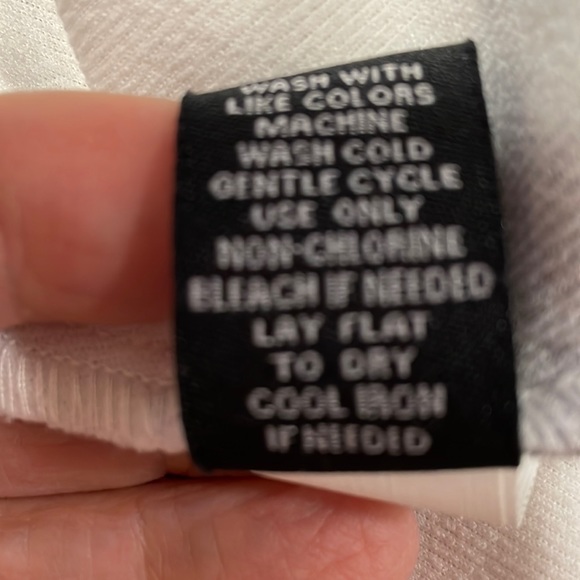 WASH WITH
LIKE COLORS
MACHINE
WASH COLD
GENTLE CYCLE
USE ONLY
NON-CHLORINE
BLEACH IF NEEDED
LAY FLAT
TO DRY
COOL IRON
IF NEEDED